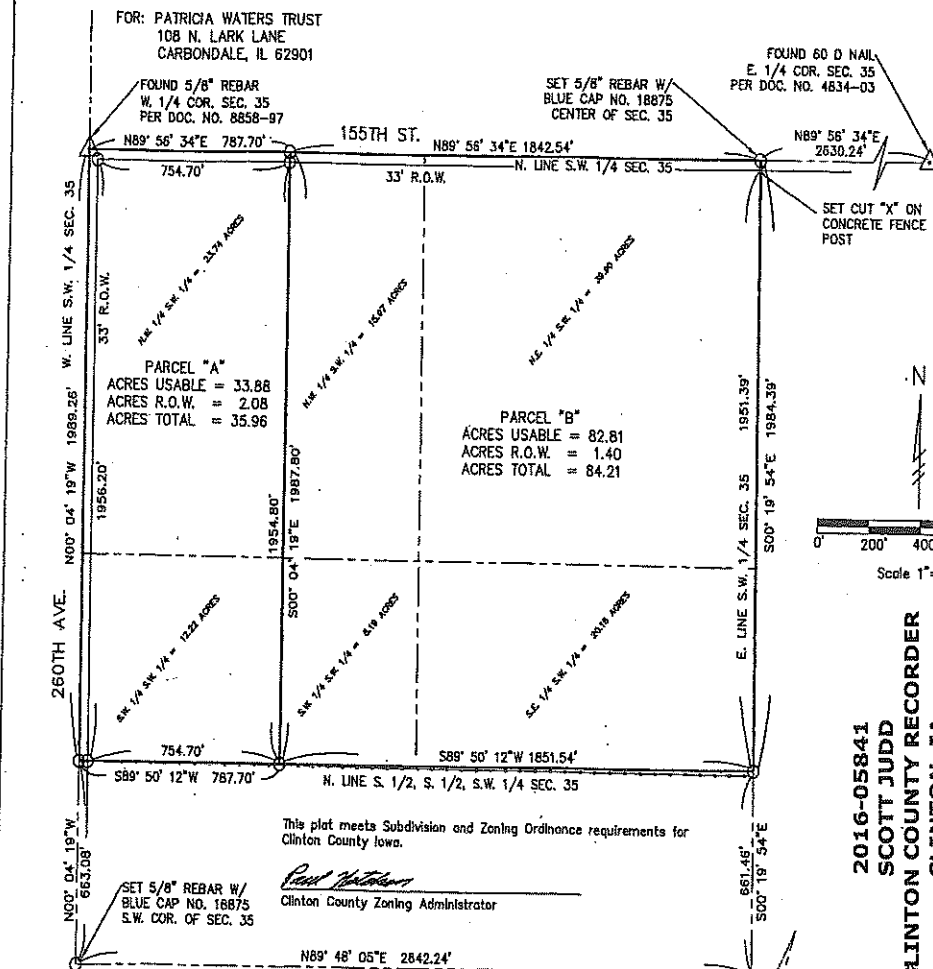 FOR: PATRICIA WATERS TRUST
108 N. LARK LANE
CARBONDALE, IL 62901
FOUND 5/8" REBAR
W. 1/4 COR. SEC. 35
PER DOC. NO. 8858-97
SET 5/8" REBAR W/
BLUE CAP NO. 18875
CENTER OF SEC. 35
FOUND 60 D NAIL
E. 1/4 COR. SEC. 35
PER DOC. NO. 4834-03
N89° 56' 34"E 787.70'
155TH ST.
N89° 56' 34"E 1842.54'
N89° 56' 34"E
2630.24'
754.70'
33' R.O.W.
N. LINE S.W. 1/4 SEC. 35
SET CUT "X" ON
CONCRETE FENCE
POST
W. LINE S.W. 1/4 SEC. 35
N00° 04' 19"W 1989.26'
33' R.O.W.
1956.20'
260TH AVE.
N.W. 1/4 S.W. 1/4 = 23.74 ACRES
PARCEL "A"
ACRES USABLE = 33.88
ACRES R.O.W. = 2.08
ACRES TOTAL = 35.96
1954.80'
S00° 04' 19"E 1987.80'
N.W. 1/4 S.W. 1/4 = 15.97 ACRES
N.E. 1/4 S.W. 1/4 = ACRES
PARCEL "B"
ACRES USABLE = 82.81
ACRES R.O.W. = 1.40
ACRES TOTAL = 84.21
E. LINE S.W. 1/4 SEC. 35
1951.39'
S00° 19' 54"E 1984.39'
N
0' 200' 400
Scale 1"=
S.W. 1/4 S.W. 1/4 = 12.22 ACRES
S.W. 1/4 S.W. 1/4 = 8.19 ACRES
S.E. 1/4 S.W. 1/4 = 20.18 ACRES
754.70'
S89° 50' 12"W 787.70'
S89° 50' 12"W 1851.54'
N. LINE S. 1/2, S. 1/2, S.W. 1/4 SEC. 35
N00° 04' 19"W
663.08'
This plat meets Subdivision and Zoning Ordinance requirements for
Clinton County Iowa.
Clinton County Zoning Administrator
SET 5/8" REBAR W/
BLUE CAP NO. 18875
S.W. COR. OF SEC. 35
661.46'
S00° 19' 54"E
N89° 48' 05"E 2642.24'
2016-05841
SCOTT JUDD
CLINTON COUNTY RECORDER